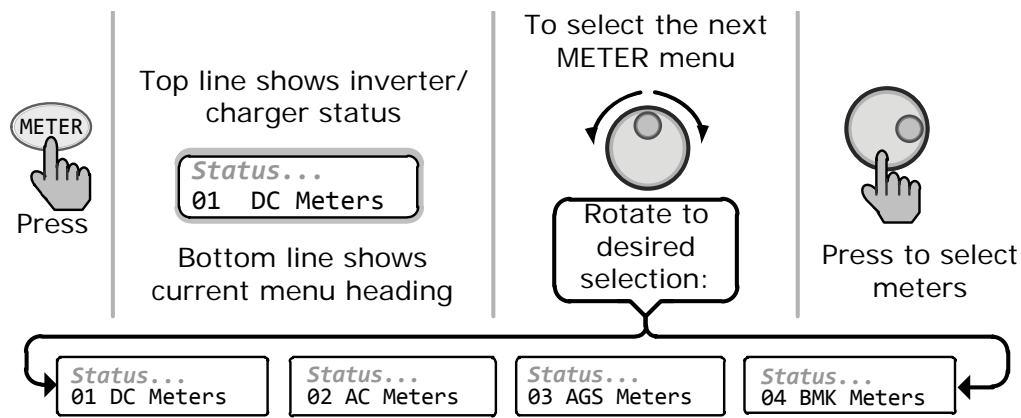 METER
Press
Top line shows inverter/
charger status
Status...
01 DC Meters
Bottom line shows
current menu heading
To select the next
METER menu
Rotate to
desired
selection:
Press to select
meters
Status...
01 DC Meters
Status...
02 AC Meters
Status...
03 AGS Meters
Status...
04 BMK Meters